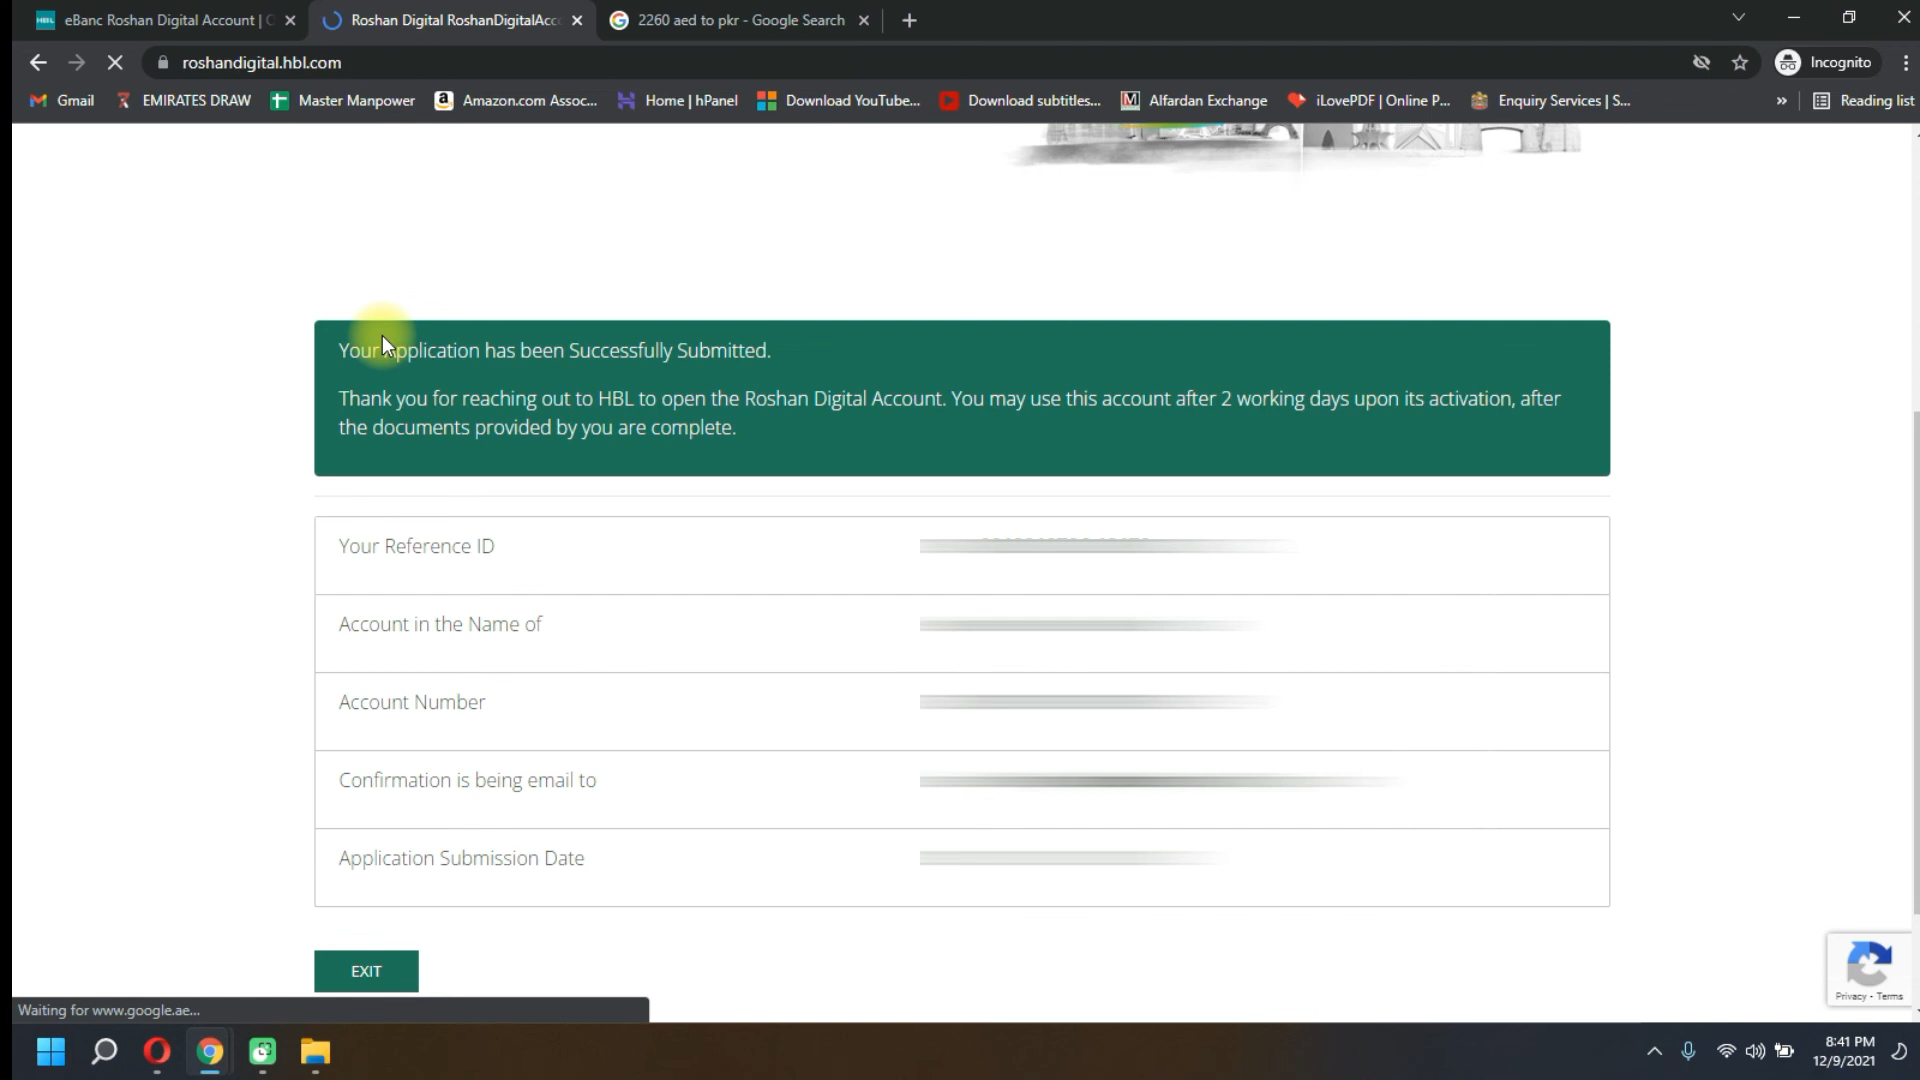 HBL eBanc Roshan Digital Account |
Roshan Digital RoshanDigitalAcc
2260 aed to pkr - Google Search
roshandigital.hbl.com
Incognito
Gmail
EMIRATES DRAW
Master Manpower
Amazon.com Assoc...
Home | hPanel
Download YouTube...
Download subtitles...
Alfardan Exchange
iLovePDF | Online P...
Enquiry Services | S...
»
Reading list
Your Application has been Successfully Submitted.
Thank you for reaching out to HBL to open the Roshan Digital Account. You may use this account after 2 working days upon its activation, after
the documents provided by you are complete.
Your Reference ID
Account in the Name of
Account Number
Confirmation is being email to
Application Submission Date
EXIT
Privacy - Terms
Waiting for www.google.ae...
8:41 PM
12/9/2021